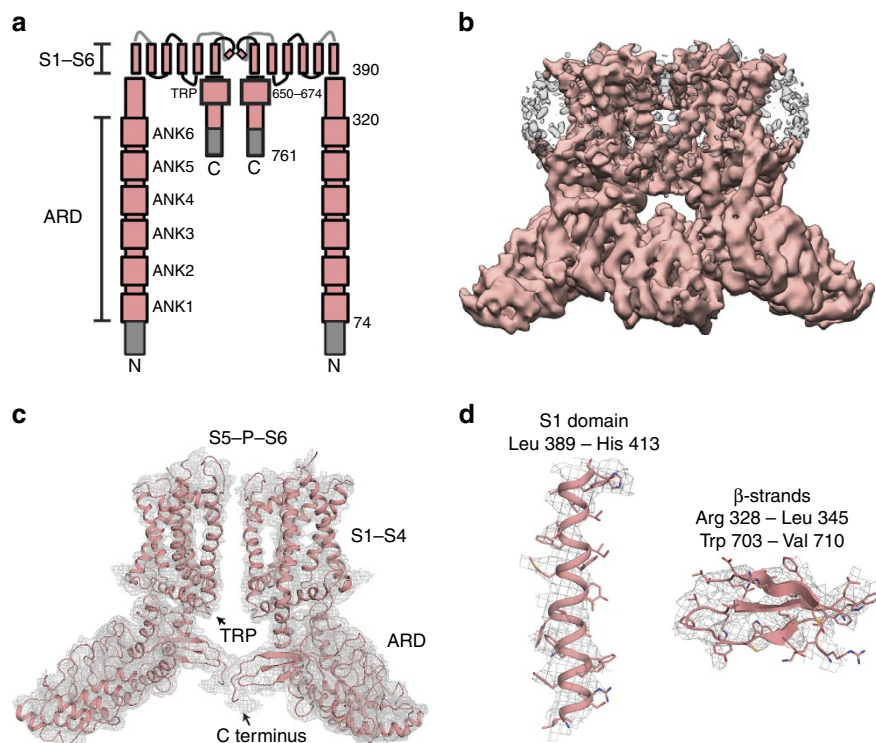 a
S1–S6
390
TRP
650–674
320
ANK6
761
C
C
ANK5
ANK4
ARD
ANK3
ANK2
ANK1
74
N
N
b
c
S5–P–S6
S1–S4
TRP
ARD
C terminus
d
S1 domain
Leu 389 – His 413
β-strands
Arg 328 – Leu 345
Trp 703 – Val 710